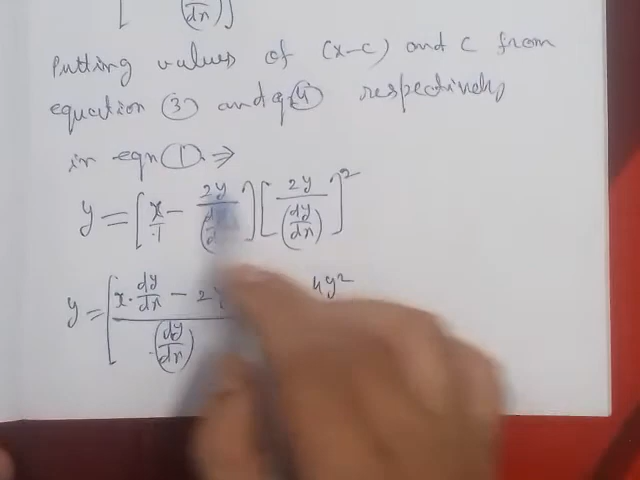 [ (dn) ]
putting values of (x-c) and c from
equation (3) and eq (4) respectively
in eqn (1) ⇒
y = [ x/1 - 2y/(dy/dx) ] [ 2y/(dy/dx) ]²
y = [ x. dy/dx - 2y / (dy/dx) 4y²